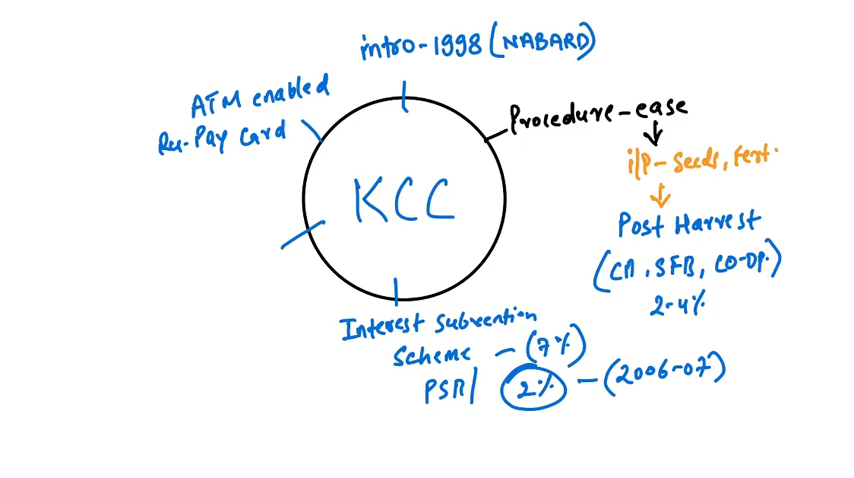 intro-1998 (NABARD)
ATM enabled
Ru-Pay Card
Procedure-ease
i/P-Seeds, Fert.
Post Harvest
(CB, SFB, CO-OP.)
2-4%
KCC
Interest Subvention
Scheme - (7%)
PSB/ 2% - (2006-07)